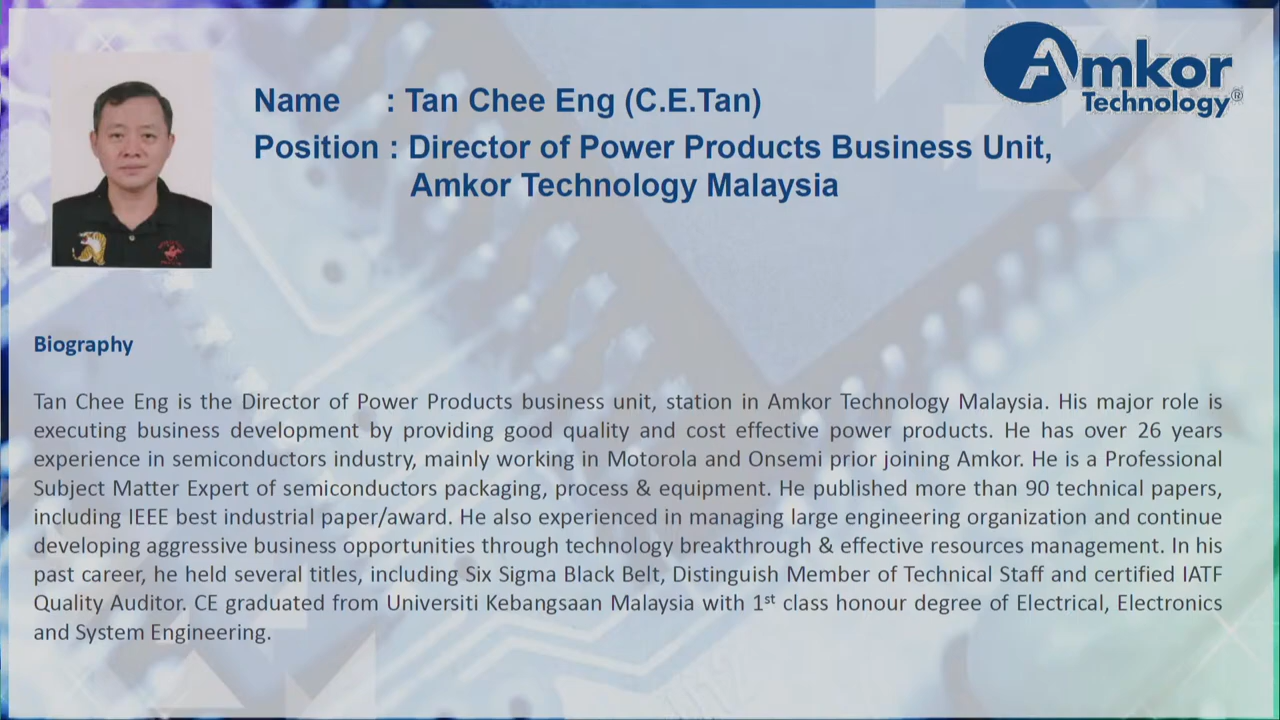 Amkor
Technology®
Name : Tan Chee Eng (C.E.Tan)
Position : Director of Power Products Business Unit,
Amkor Technology Malaysia
Biography
Tan Chee Eng is the Director of Power Products business unit, station in Amkor Technology Malaysia. His major role is
executing business development by providing good quality and cost effective power products. He has over 26 years
experience in semiconductors industry, mainly working in Motorola and Onsemi prior joining Amkor. He is a Professional
Subject Matter Expert of semiconductors packaging, process & equipment. He published more than 90 technical papers,
including IEEE best industrial paper/award. He also experienced in managing large engineering organization and continue
developing aggressive business opportunities through technology breakthrough & effective resources management. In his
past career, he held several titles, including Six Sigma Black Belt, Distinguish Member of Technical Staff and certified IATF
Quality Auditor. CE graduated from Universiti Kebangsaan Malaysia with 1st class honour degree of Electrical, Electronics
and System Engineering.